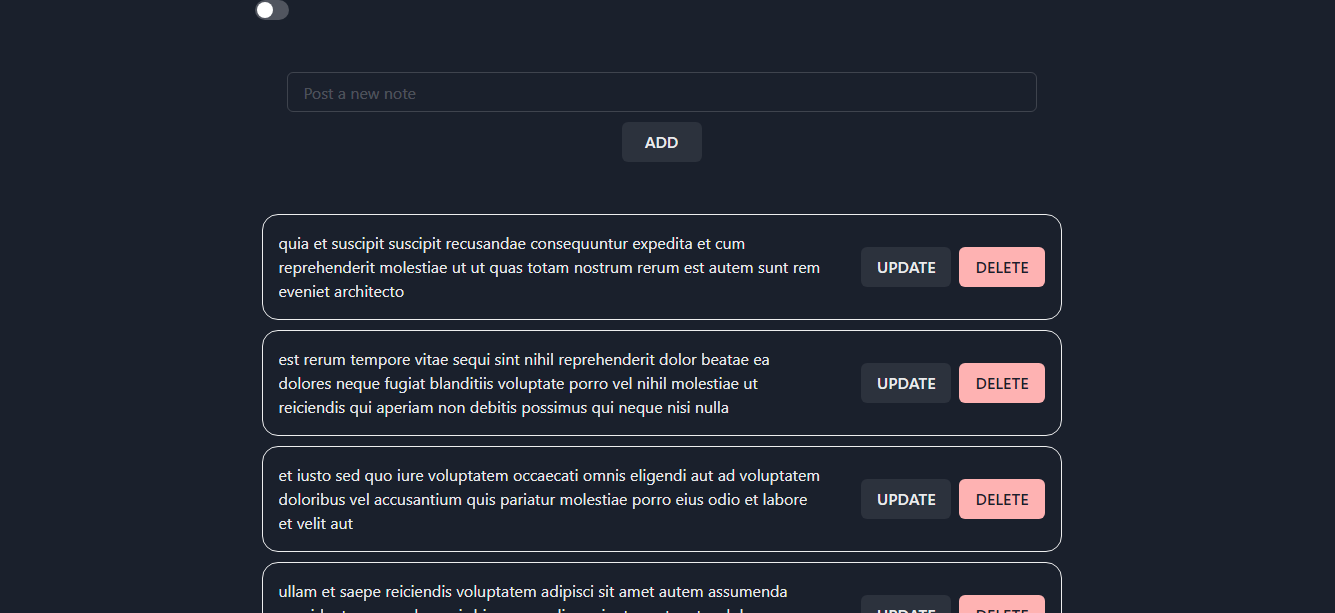 Post a new note
ADD
quia et suscipit suscipit recusandae consequuntur expedita et cum
reprehenderit molestiae ut ut quas totam nostrum rerum est autem sunt rem
eveniet architecto
UPDATE
DELETE
est rerum tempore vitae sequi sint nihil reprehenderit dolor beatae ea
dolores neque fugiat blanditiis voluptate porro vel nihil molestiae ut
reiciendis qui aperiam non debitis possimus qui neque nisi nulla
UPDATE
DELETE
et iusto sed quo iure voluptatem occaecati omnis eligendi aut ad voluptatem
doloribus vel accusantium quis pariatur molestiae porro eius odio et labore
et velit aut
UPDATE
DELETE
ullam et saepe reiciendis voluptatem adipisci sit amet autem assumenda
UPDATE
DELETE